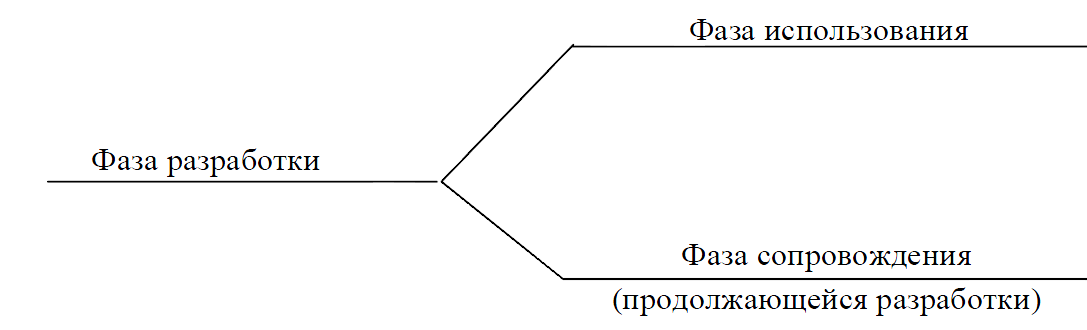 Фаза использования
Фаза разработки
Фаза сопровождения
(продолжающейся разработки)